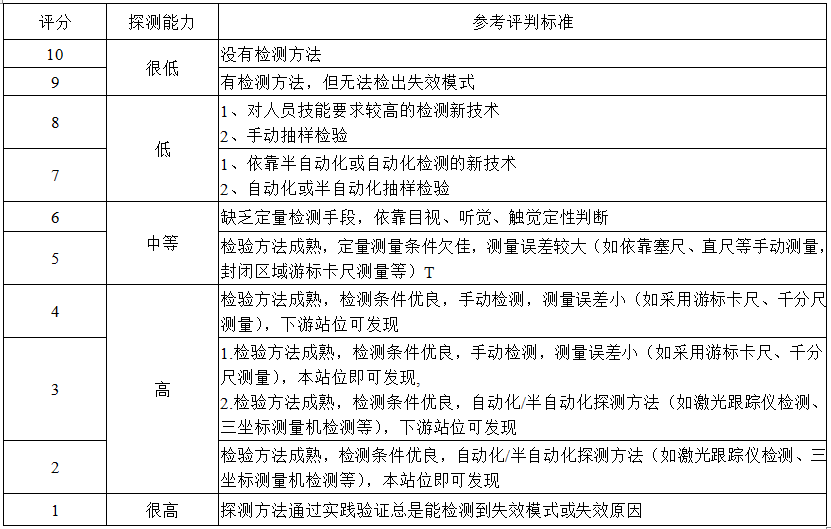 评分 探测能力 参考评判标准
10 很低 没有检测方法
9 有检测方法，但无法检出失效模式
8 低 1、对人员技能要求较高的检测新技术
2、手动抽样检验
7 1、依靠半自动化或自动化检测的新技术
2、自动化或半自动化抽样检验
6 中等 缺乏定量检测手段，依靠目视、听觉、触觉定性判断
5 检验方法成熟，定量测量条件欠佳，测量误差较大（如依靠塞尺、直尺等手动测量，
封闭区域游标卡尺测量等）T
4 高 检验方法成熟，检测条件优良，手动检测，测量误差小（如采用游标卡尺、千分尺
测量），下游站位可发现
3 1.检验方法成熟，检测条件优良，手动检测，测量误差小（如采用游标卡尺、千分
尺测量），本站位即可发现。
2.检验方法成熟，检测条件优良，自动化/半自动化探测方法（如激光跟踪仪检测、
三坐标测量机检测等），下游站位可发现
2 检验方法成熟，检测条件优良，自动化/半自动化探测方法（如激光跟踪仪检测、三
坐标测量机检测等），本站位即可发现
1 很高 探测方法通过实践验证总是能检测到失效模式或失效原因